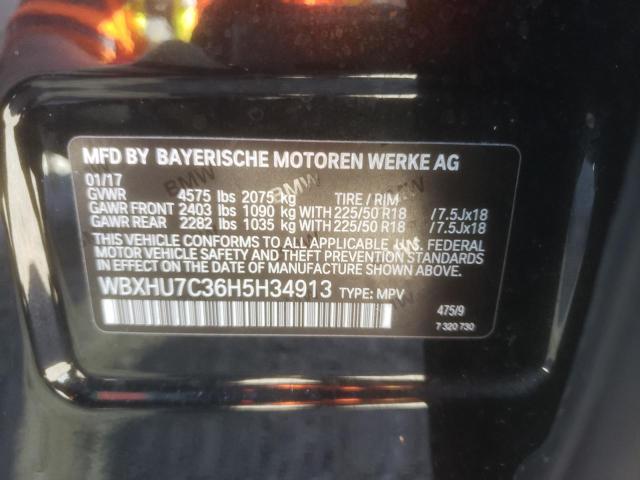 MFD BY BAYERISCHE MOTOREN WERKE AG
01/17
GVWR 4575 lbs 2075 kg TIRE / RIM
GAWR FRONT 2403 lbs 1090 kg WITH 225/50 R18 /7.5Jx18
GAWR REAR 2282 lbs 1035 kg WITH 225/50 R18 /7.5Jx18
THIS VEHICLE CONFORMS TO ALL APPLICABLE U.S. FEDERAL
MOTOR VEHICLE SAFETY AND THEFT PREVENTION STANDARDS
IN EFFECT ON THE DATE OF MANUFACTURE SHOWN ABOVE.
WBXHU7C36H5H34913 TYPE: MPV
475/9
7 320 730